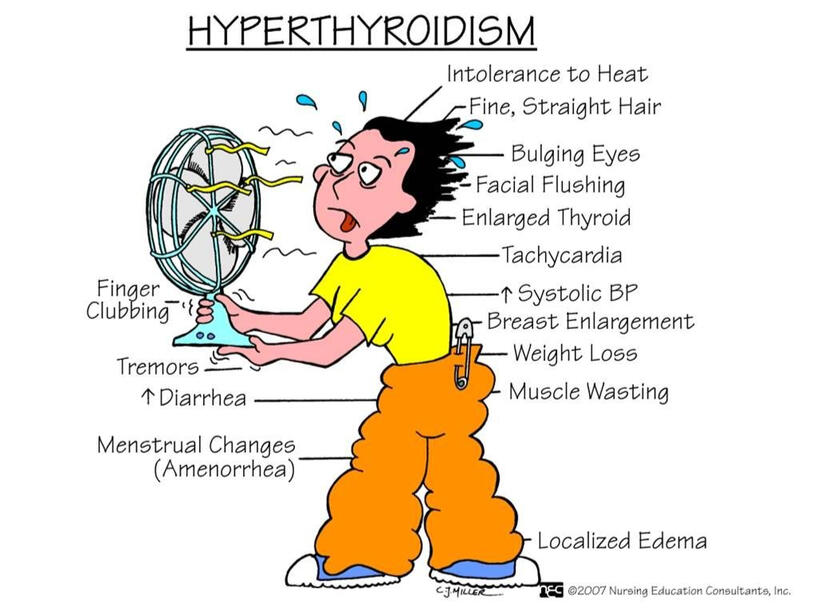 HYPERTHYROIDISM
Intolerance to Heat
Fine, Straight Hair
Bulging Eyes
Facial Flushing
Enlarged Thyroid
Tachycardia
↑ Systolic BP
Breast Enlargement
Weight Loss
Muscle Wasting
Localized Edema
Finger
Clubbing
Tremors
↑ Diarrhea
Menstrual Changes
(Amenorrhea)
C.J. MILLER
NEC ©2007 Nursing Education Consultants, Inc.